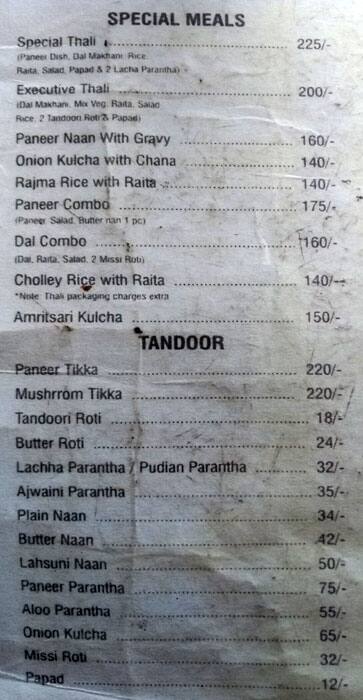 SPECIAL MEALS
Special Thali 225/-
(Paneer Dish, Dal Makhani, Rice,
Raita, Salad, Papad & 2 Lacha Parantha)
Executive Thali 200/-
(Dal Makhani, Mix Veg. Raita, Salad
Rice, 2 Tandoori Roti & Papad)
Paneer Naan With Gravy 160/-
Onion Kulcha with Chana 140/-
Rajma Rice with Raita 140/-
Paneer Combo 175/-
(Paneer, Salad, Butter nan 1 pc)
Dal Combo 160/-
(Dal, Raita, Salad, 2 Missi Roti)
Cholley Rice with Raita 140/-
*Note Thali packaging charges extra
Amritsari Kulcha 150/-
TANDOOR
Paneer Tikka 220/-
Mushrrom Tikka 220/-
Tandoori Roti 18/-
Butter Roti 24/-
Lachha Parantha / Pudian Parantha 32/-
Ajwaini Parantha 35/-
Plain Naan 34/-
Butter Naan 42/-
Lahsuni Naan 50/-
Paneer Parantha 75/-
Aloo Parantha 55/-
Onion Kulcha 65/-
Missi Roti 32/-
Papad 12/-